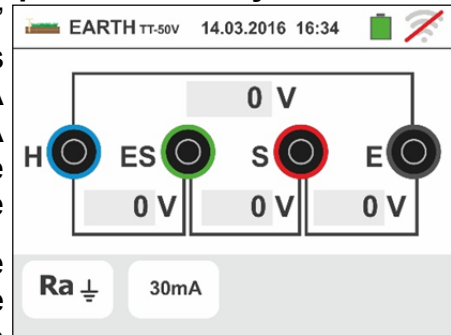 EARTH TT-50V 14.03.2016 16:34
0 V
H ES S E
0 V 0 V 0 V
Ra 30mA